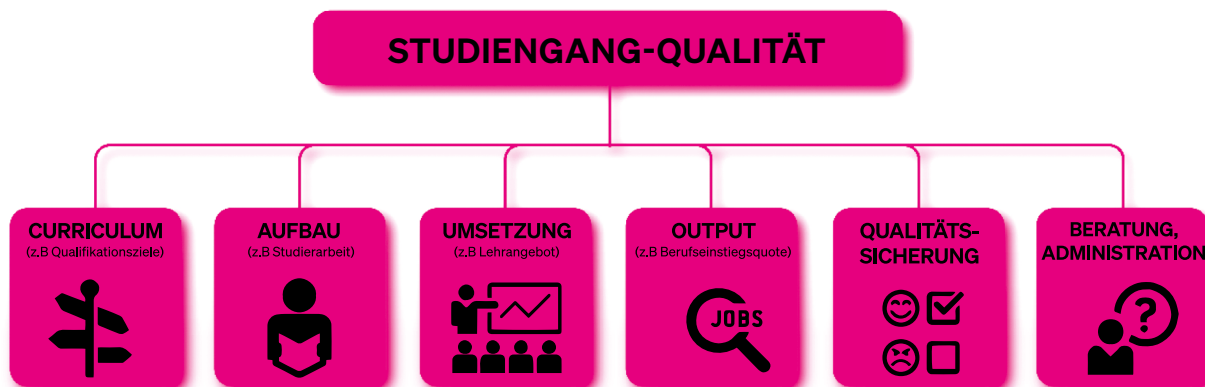 STUDIENGANG-QUALITÄT
CURRICULUM
(z.B Qualifikationsziele)
AUFBAU
(z.B Studierarbeit)
UMSETZUNG
(z.B Lehrangebot)
OUTPUT
(z.B Berufseinstiegsquote)
JOBS
QUALITÄTS-
SICHERUNG
BERATUNG,
ADMINISTRATION
?